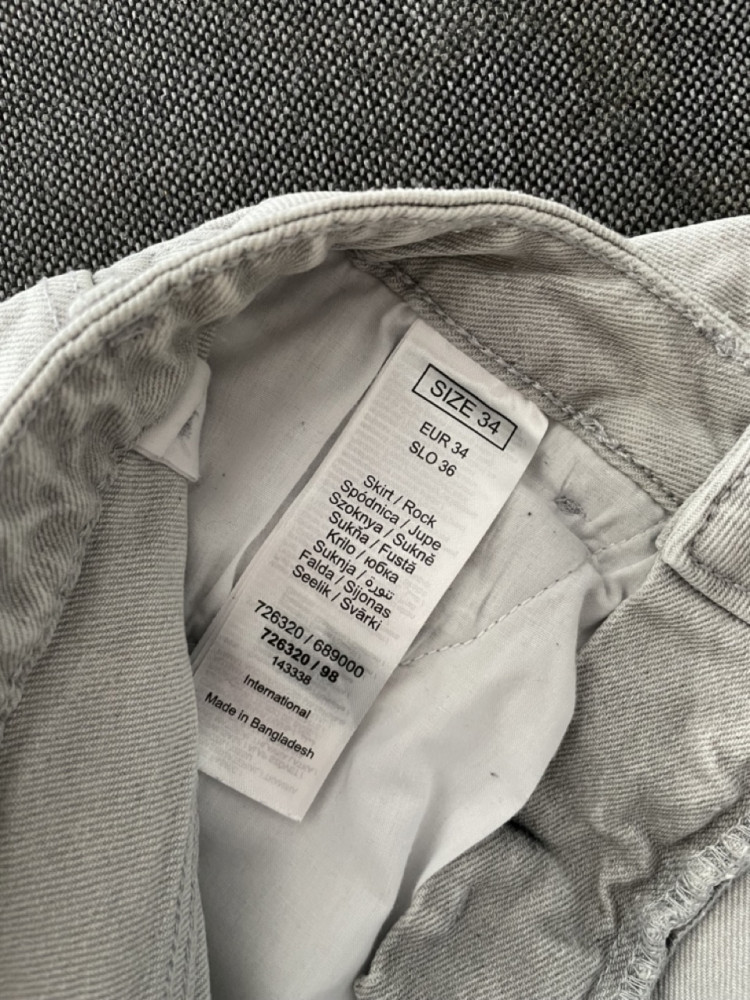 SIZE 34
EUR 34
SLO 36
Skirt / Rock
Spódnica / Jupe
Szoknya / Sukně
Sukňa / Fustă
Krilo / юбка
Suknja / تنورة
Falda / Sijonas
Seelik / Svārki
726320 / 689000
726320 / 98
143338
International
Made in Bangladesh